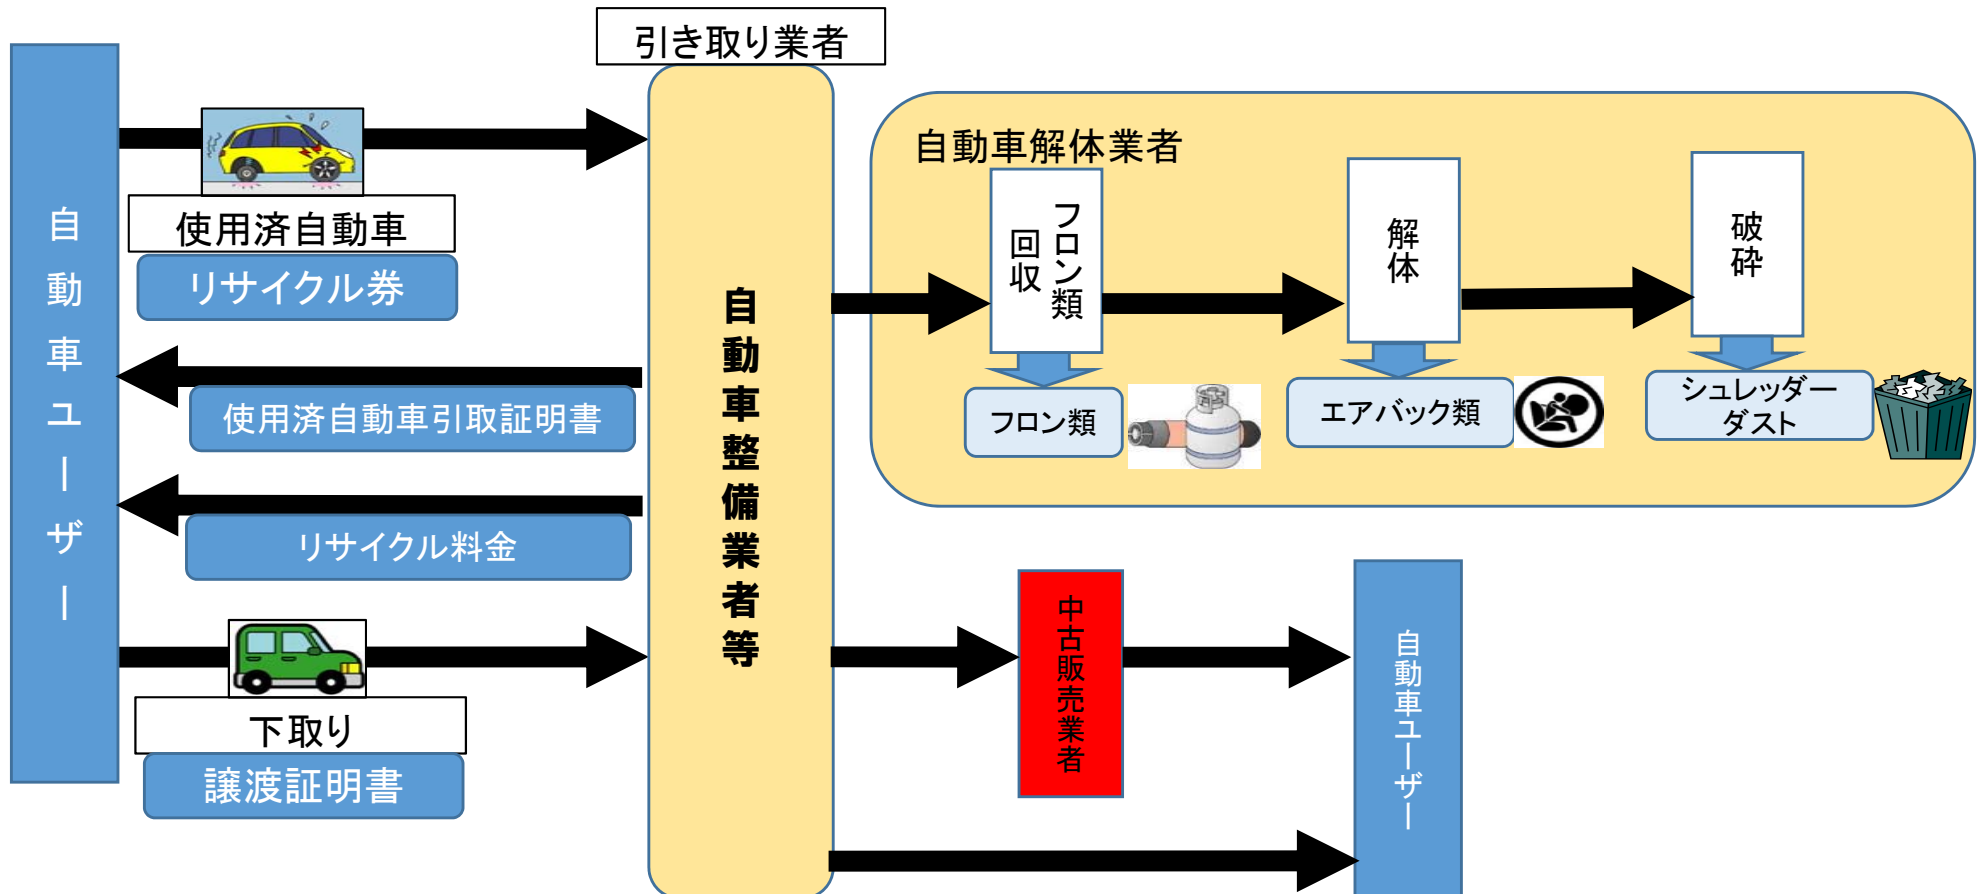 引き取り業者
自動車ユーザー
使用済自動車
リサイクル券
使用済自動車引取証明書
リサイクル料金
下取り
譲渡証明書
自動車整備業者等
自動車解体業者
フロン類
回収
解体
破砕
フロン類
エアバック類
シュレッダー
ダスト
中古販売業者
自動車ユーザー